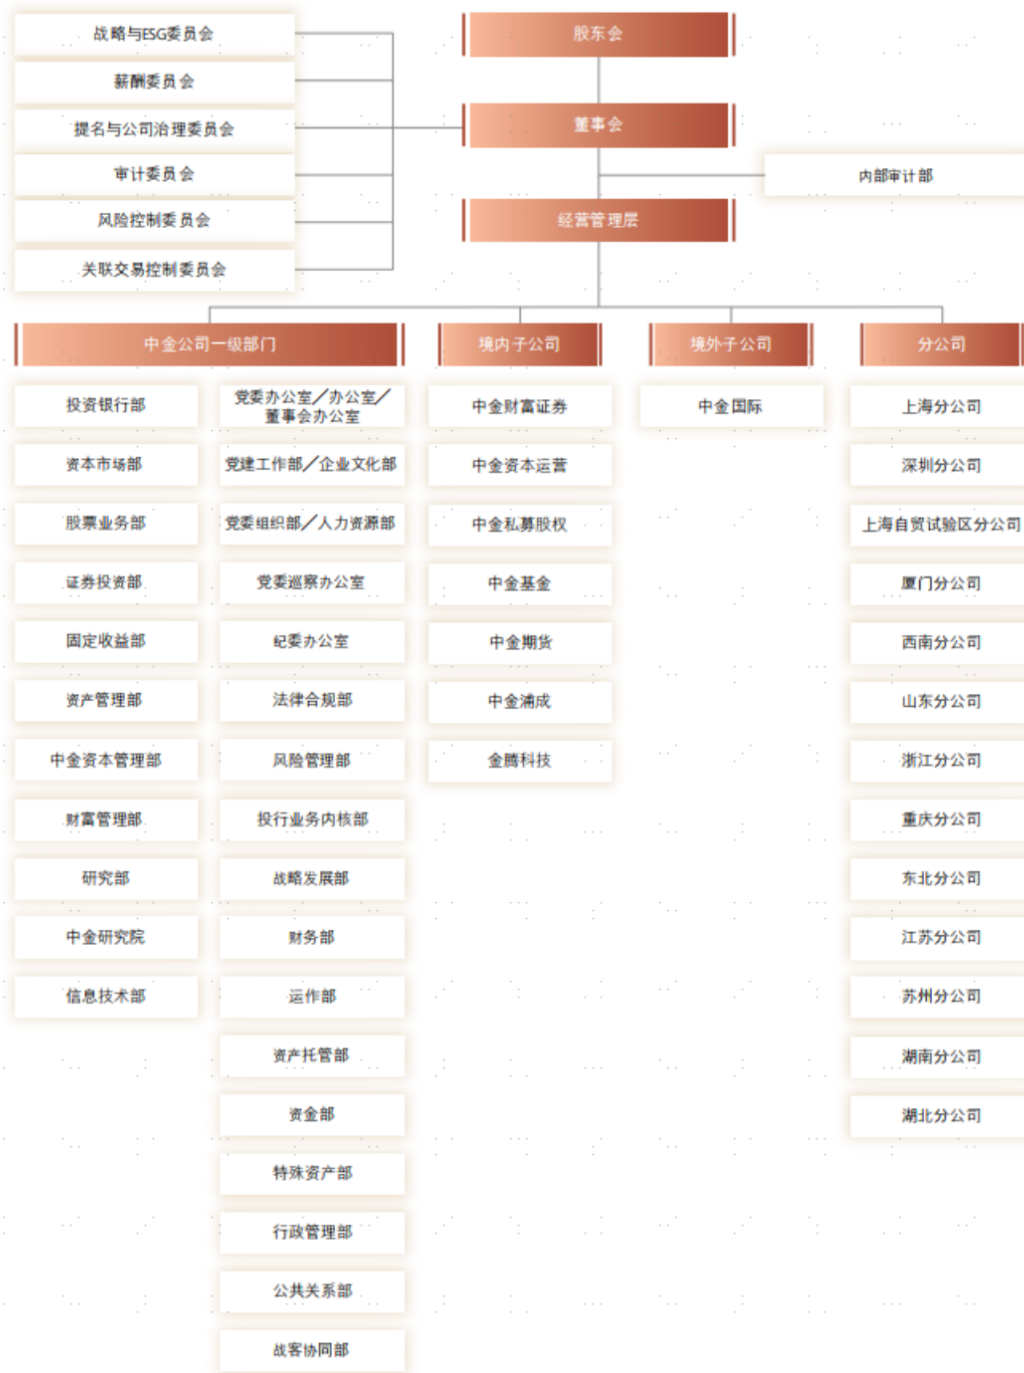 战略与ESG委员会
薪酬委员会
提名与公司治理委员会
审计委员会
风险控制委员会
关联交易控制委员会
股东会
董事会
内部审计部
经营管理层
中金公司一级部门
投资银行部
资本市场部
股票业务部
证券投资部
固定收益部
资产管理部
中金资本管理部
财富管理部
研究部
中金研究院
信息技术部
党委办公室／办公室／
董事会办公室
党建工作部／企业文化部
党委组织部／人力资源部
党委巡察办公室
纪委办公室
法律合规部
风险管理部
投行业务内核部
战略发展部
财务部
运作部
资产托管部
资金部
特殊资产部
行政管理部
公共关系部
战客协同部
境内子公司
中金财富证券
中金资本运营
中金私募股权
中金基金
中金期货
中金浦成
金腾科技
境外子公司
中金国际
分公司
上海分公司
深圳分公司
上海自贸试验区分公司
厦门分公司
西南分公司
山东分公司
浙江分公司
重庆分公司
东北分公司
江苏分公司
苏州分公司
湖南分公司
湖北分公司